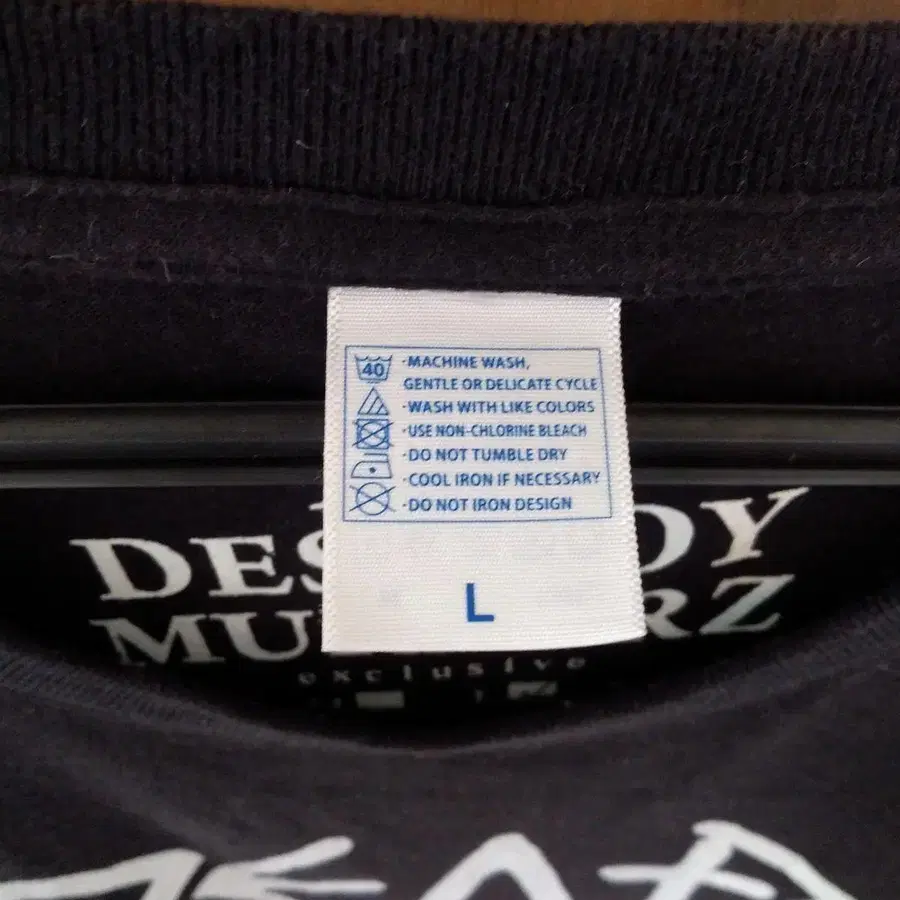 40
·MACHINE WASH,
GENTLE OR DELICATE CYCLE
·WASH WITH LIKE COLORS
·USE NON-CHLORINE BLEACH
·DO NOT TUMBLE DRY
·COOL IRON IF NECESSARY
·DO NOT IRON DESIGN
L
exclusive